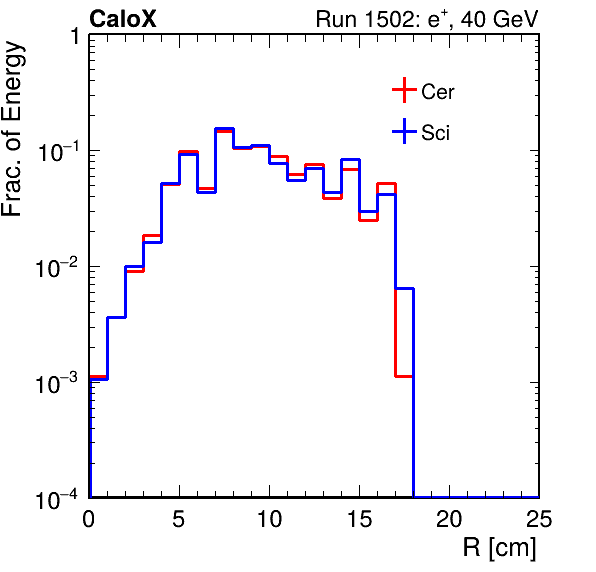 CaloX Run 1502: e⁺, 40 GeV
Frac. of Energy
1
10⁻¹
10⁻²
10⁻³
10⁻⁴
Cer
Sci
0 5 10 15 20 25
R [cm]